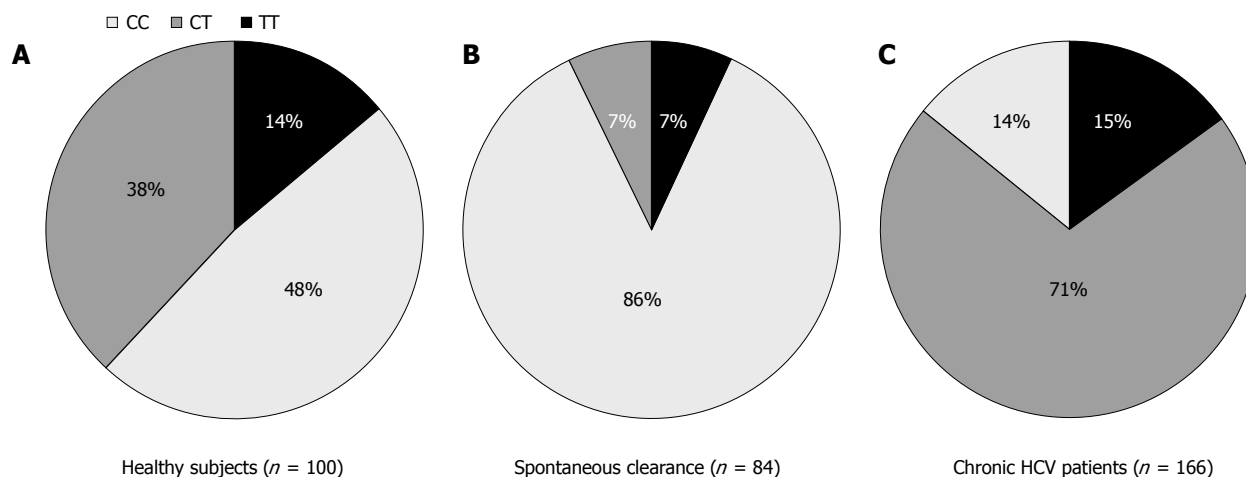 CC CT TT
A
14%
38%
48%
Healthy subjects (n = 100)
B
7% 7%
86%
Spontaneous clearance (n = 84)
C
14% 15%
71%
Chronic HCV patients (n = 166)